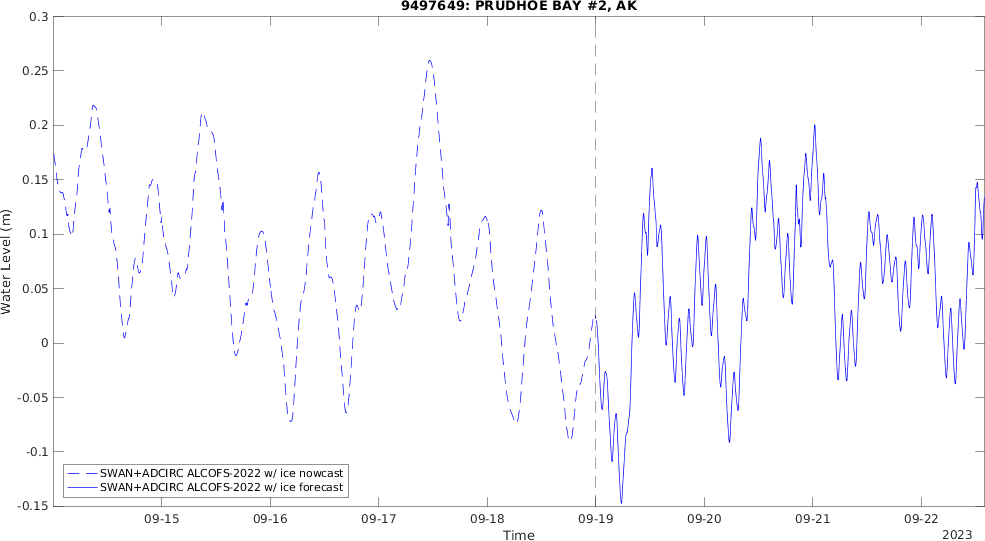 9497649: PRUDHOE BAY #2, AK
0.3
0.25
0.2
0.15
0.1
0.05
0
-0.05
-0.1
-0.15
Water Level (m)
SWAN+ADCIRC ALCOFS-2022 w/ ice nowcast
SWAN+ADCIRC ALCOFS-2022 w/ ice forecast
09-15 09-16 09-17 09-18 09-19 09-20 09-21 09-22
Time
2023